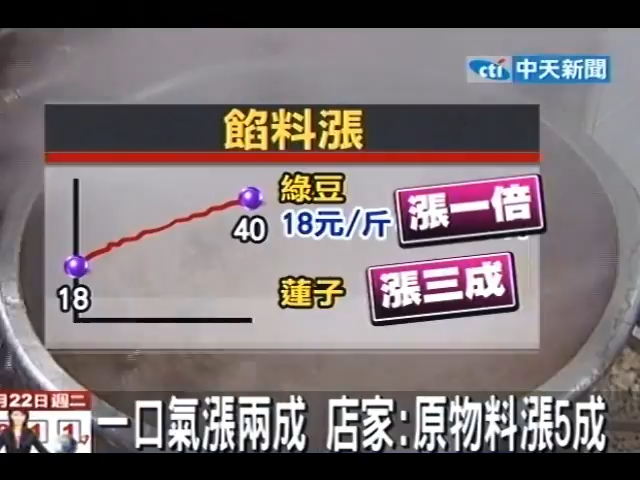 cti 中天新聞
餡料漲
綠豆
18元/斤
漲一倍
40
18
蓮子
漲三成
月22日週二
一口氣漲兩成 店家:原物料漲5成